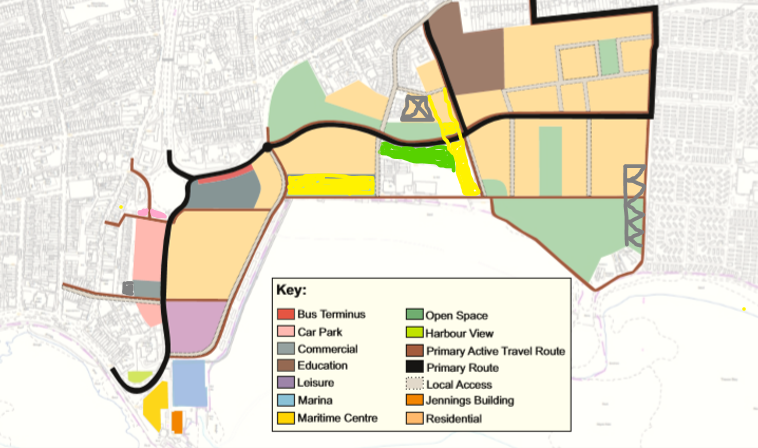 Key:
Bus Terminus
Car Park
Commercial
Education
Leisure
Marina
Maritime Centre
Open Space
Harbour View
Primary Active Travel Route
Primary Route
Local Access
Jennings Building
Residential